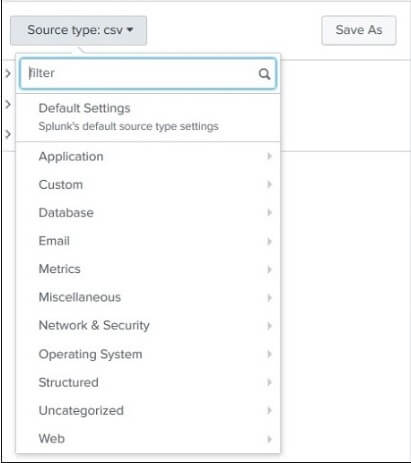 Source type: csv
Save As
filter
Default Settings
Splunk's default source type settings
Application
Custom
Database
Email
Metrics
Miscellaneous
Network & Security
Operating System
Structured
Uncategorized
Web